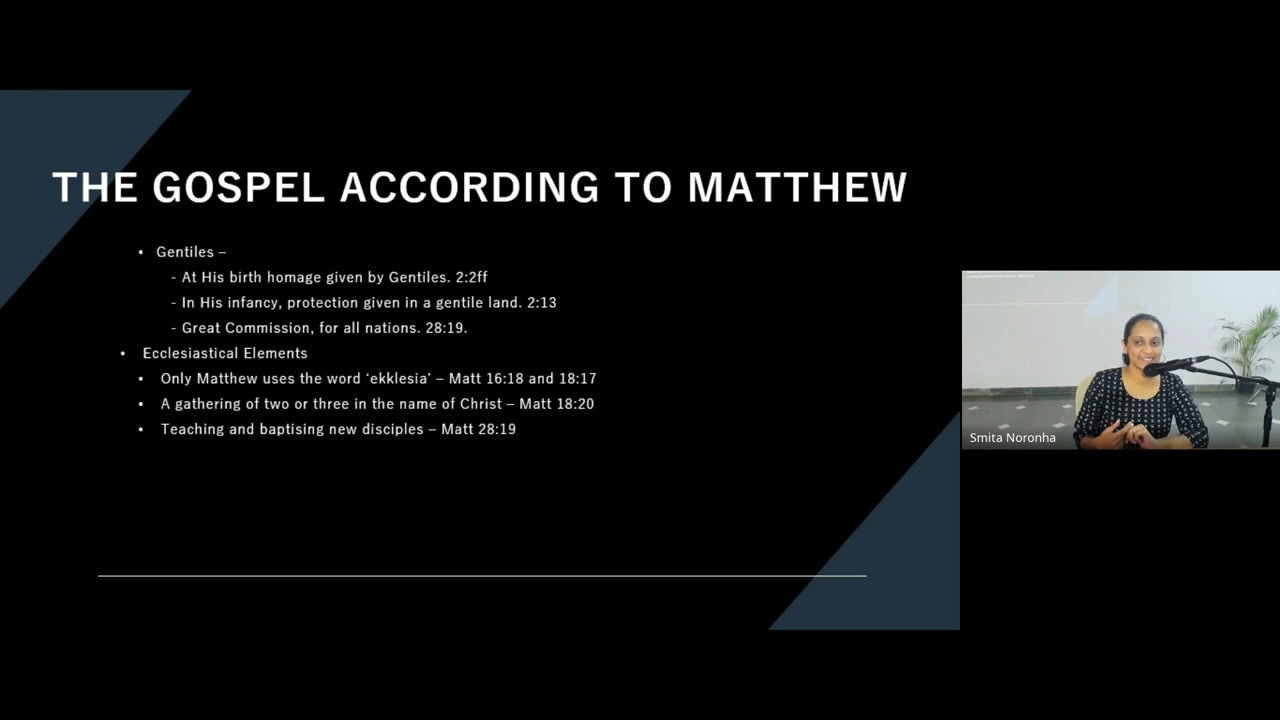 THE GOSPEL ACCORDING TO MATTHEW
• Gentiles –
- At His birth homage given by Gentiles. 2:2ff
- In His infancy, protection given in a gentile land. 2:13
- Great Commission, for all nations. 28:19.
• Ecclesiastical Elements
• Only Matthew uses the word ‘ekklesia’ – Matt 16:18 and 18:17
• A gathering of two or three in the name of Christ – Matt 18:20
• Teaching and baptising new disciples – Matt 28:19
Smita Noronha